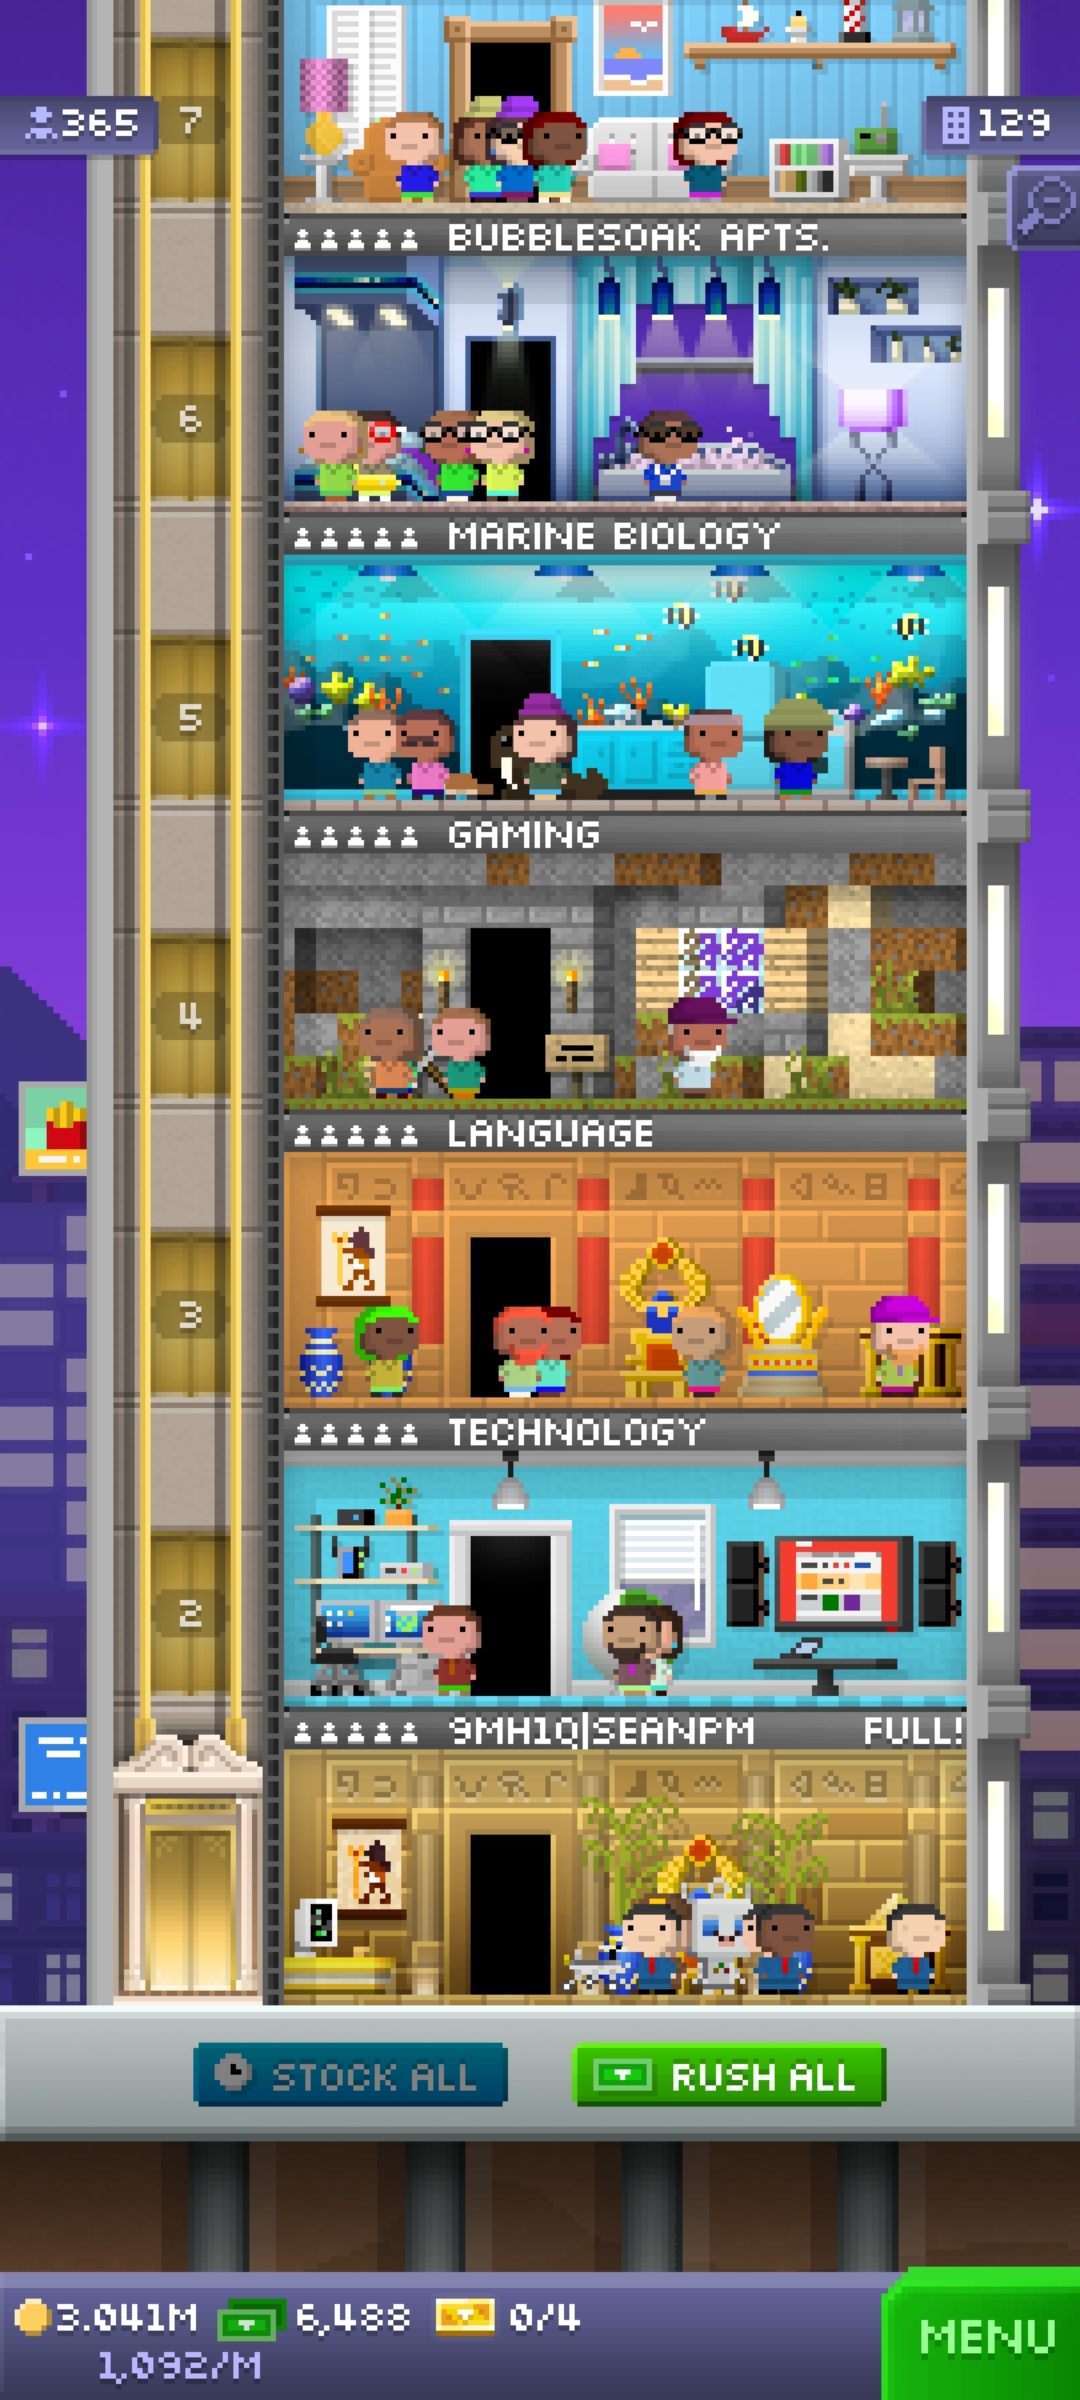 7
365
129
BUBBLESOAK APTS.
6
MARINE BIOLOGY
5
GAMING
4
LANGUAGE
3
TECHNOLOGY
2
9MH1Q|SEANPM FULL!
STOCK ALL
RUSH ALL
3.041M 6,488 0/4
1,092/M
MENU